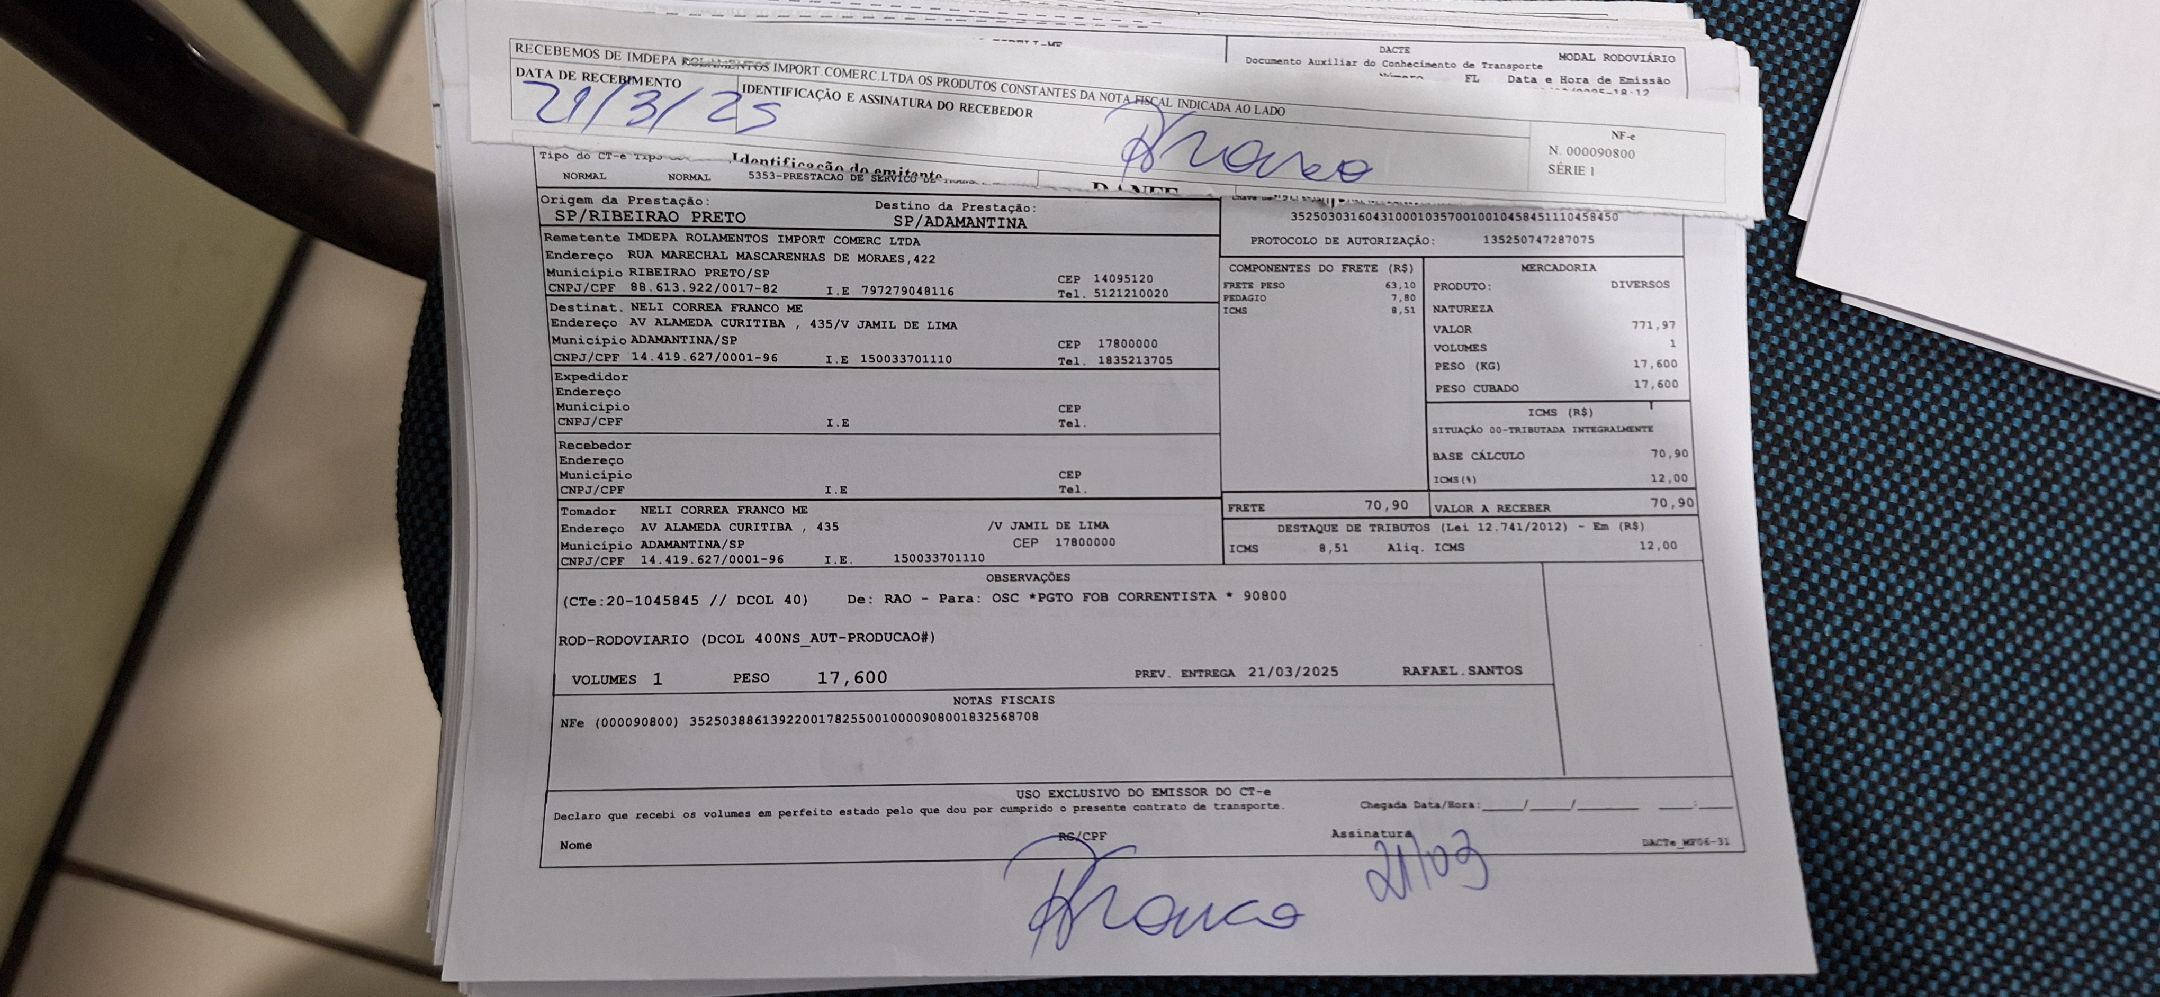 RECEBEMOS DE IMDEPA ROLAMENTOS IMPORT.COMERC.LTDA OS PRODUTOS CONSTANTES DA NOTA FISCAL INDICADA AO LADO
DATA DE RECEBIMENTO
IDENTIFICAÇÃO E ASSINATURA DO RECEBEDOR
21/3/25
Franco
NF-e
N. 000090800
SÉRIE 1
DACTE
MODAL RODOVIÁRIO
Documento Auxiliar do Conhecimento de Transporte
FL Data e Hora de Emissão
Tipo do CT-e
Identificação do emitente
NORMAL NORMAL 5353-PRESTACAO DE SERVICO DE
DANFE
Origem da Prestação: Destino da Prestação:
SP/RIBEIRAO PRETO SP/ADAMANTINA
35250303160431000103570010010458451110458450
PROTOCOLO DE AUTORIZAÇÃO: 135250747287075
Remetente IMDEPA ROLAMENTOS IMPORT COMERC LTDA
Endereço RUA MARECHAL MASCARENHAS DE MORAES,422
Município RIBEIRAO PRETO/SP CEP 14095120
CNPJ/CPF 88.613.922/0017-82 I.E 797279048116 Tel. 5121210020
Destinat. NELI CORREA FRANCO ME
Endereço AV ALAMEDA CURITIBA , 435/V JAMIL DE LIMA
Município ADAMANTINA/SP CEP 17800000
CNPJ/CPF 14.419.627/0001-96 I.E 150033701110 Tel. 1835213705
Expedidor
Endereço
Município CEP
CNPJ/CPF I.E Tel.
Recebedor
Endereço
Município CEP
CNPJ/CPF I.E Tel.
Tomador NELI CORREA FRANCO ME
Endereço AV ALAMEDA CURITIBA , 435 /V JAMIL DE LIMA
Município ADAMANTINA/SP CEP 17800000
CNPJ/CPF 14.419.627/0001-96 I.E. 150033701110
COMPONENTES DO FRETE (R$)
FRETE PESO 63,10
PEDAGIO 7,80
ICMS 8,51
MERCADORIA
PRODUTO: DIVERSOS
NATUREZA
VALOR 771,97
VOLUMES 1
PESO (KG) 17,600
PESO CUBADO 17,600
ICMS (R$)
SITUAÇÃO 00-TRIBUTADA INTEGRALMENTE
BASE CÁLCULO 70,90
ICMS(%) 12,00
FRETE 70,90 VALOR A RECEBER 70,90
DESTAQUE DE TRIBUTOS (Lei 12.741/2012) - Em (R$)
ICMS 8,51 Aliq. ICMS 12,00
OBSERVAÇÕES
(CTe:20-1045845 // DCOL 40) De: RAO - Para: OSC *PGTO FOB CORRENTISTA * 90800
ROD-RODOVIARIO (DCOL 400NS_AUT-PRODUCAO#)
VOLUMES 1 PESO 17,600 PREV. ENTREGA 21/03/2025 RAFAEL.SANTOS
NOTAS FISCAIS
NFe (000090800) 35250388613922001782550010000908001832568708
USO EXCLUSIVO DO EMISSOR DO CT-e
Declaro que recebi os volumes em perfeito estado pelo que dou por cumprido o presente contrato de transporte. Chegada Data/Hora:____/____/______ ____:____
Nome RG/CPF Assinatura DACTe_MF06-31
Franco 21/03